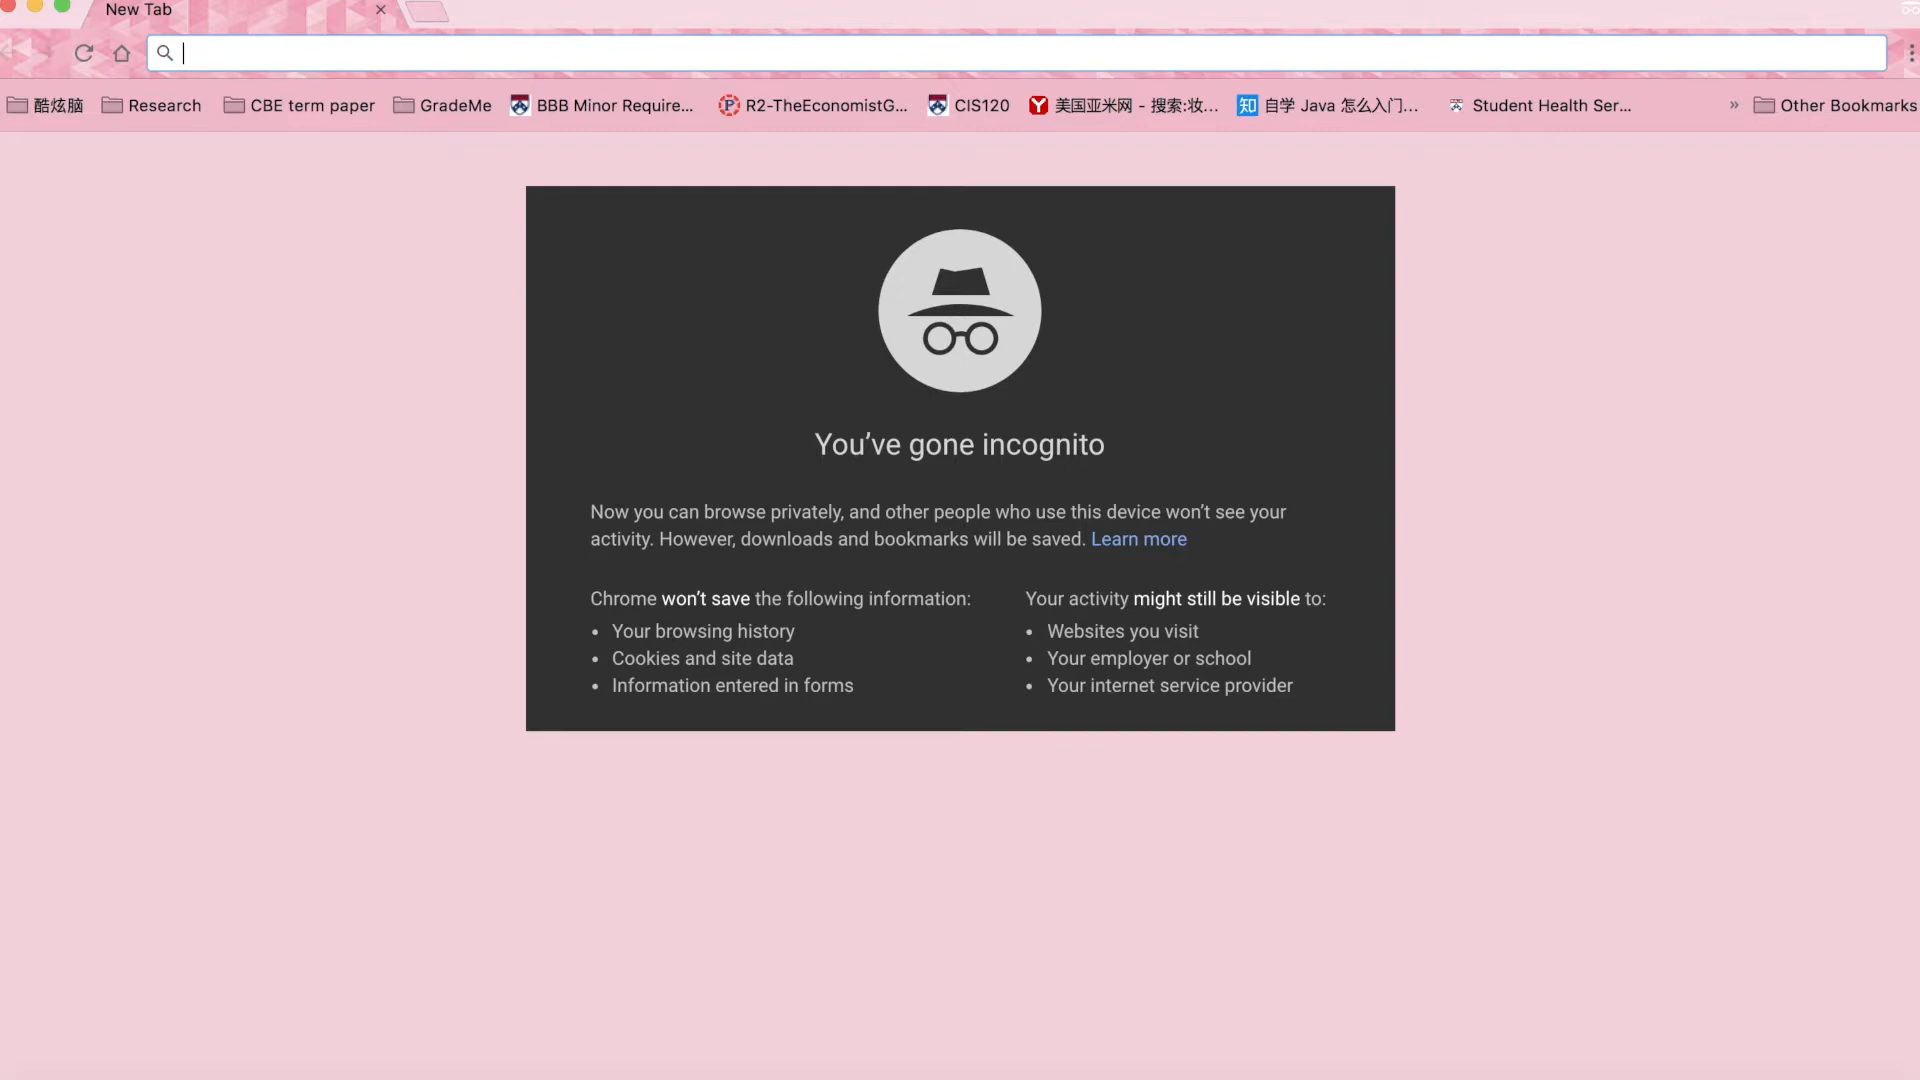 New Tab
酷炫脑 Research CBE term paper GradeMe BBB Minor Require... R2-TheEconomistG... CIS120 美国亚米网 - 搜索:妆... 知 自学 Java 怎么入门... Student Health Ser... » Other Bookmarks
You’ve gone incognito
Now you can browse privately, and other people who use this device won’t see your
activity. However, downloads and bookmarks will be saved. Learn more
Chrome won’t save the following information:
Your browsing history
Cookies and site data
Information entered in forms
Your activity might still be visible to:
Websites you visit
Your employer or school
Your internet service provider